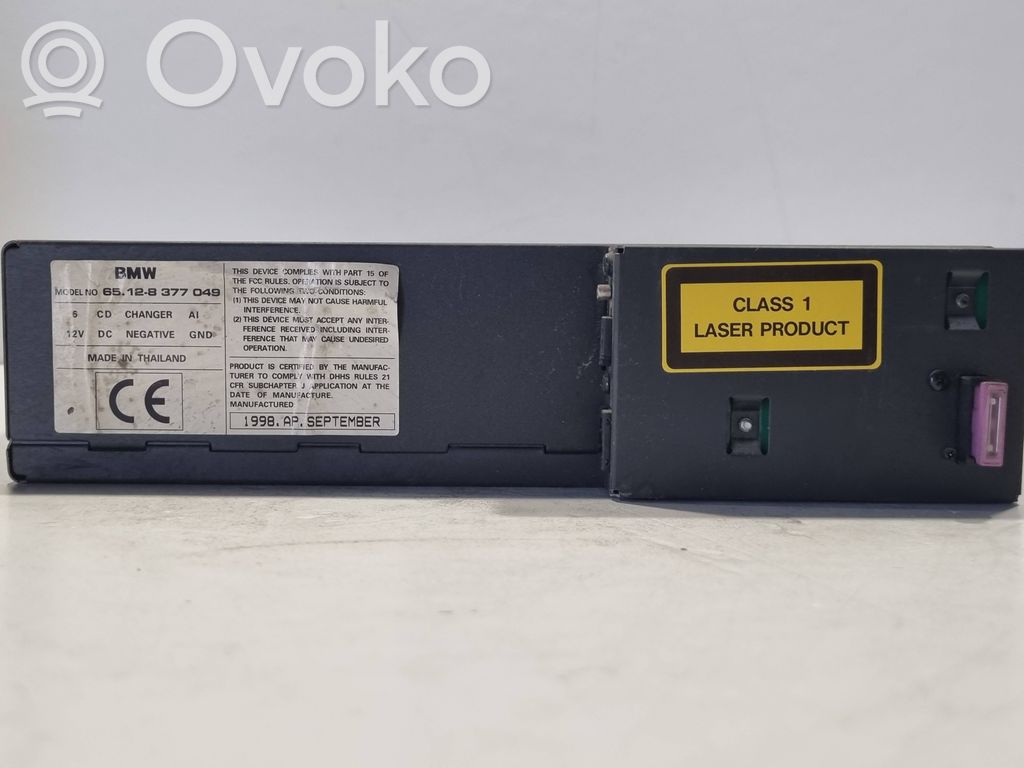 Ovoko
BMW
MODEL NO 65.12-8 377 049
6 CD CHANGER AI
12V DC NEGATIVE GND
MADE IN THAILAND
CE
THIS DEVICE COMPLIES WITH PART 15 OF
THE FCC RULES. OPERATION IS SUBJECT TO
THE FOLLOWING TWO CONDITIONS:
(1) THIS DEVICE MAY NOT CAUSE HARMFUL
INTERFERENCE.
(2) THIS DEVICE MUST ACCEPT ANY INTER-
FERENCE RECEIVED INCLUDING INTER-
FERENCE THAT MAY CAUSE UNDESIRED
OPERATION.
PRODUCT IS CERTIFIED BY THE MANUFAC-
TURER TO COMPLY WITH DHHS RULES 21
CFR SUBCHAPTER J APPLICATION AT THE
DATE OF MANUFACTURE.
MANUFACTURED
1998. AP. SEPTEMBER
CLASS 1
LASER PRODUCT